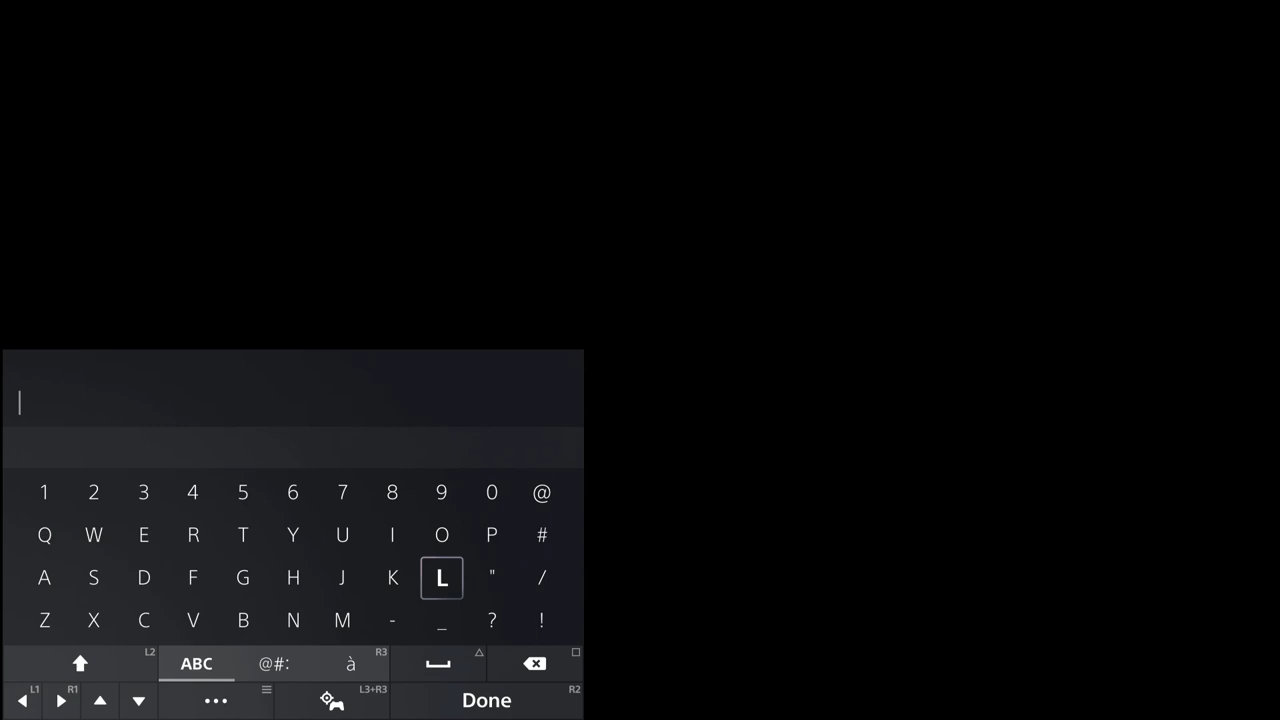 1 2 3 4 5 6 7 8 9 0 @
Q W E R T Y U I O P #
A S D F G H J K L " /
Z X C V B N M - _ ? !
L2 ABC @#: à R3
L1 R1 L3+R3 Done R2